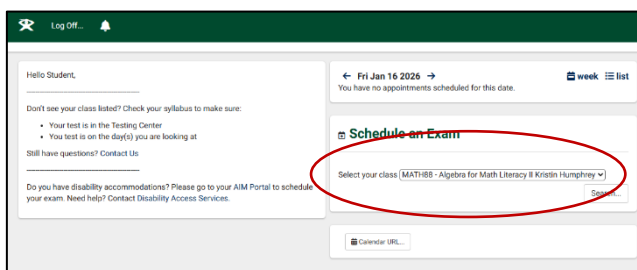 Log Off...
Hello Student,
Don't see your class listed? Check your syllabus to make sure:
• Your test is in the Testing Center
• You test is on the day(s) you are looking at
Still have questions? Contact Us
Do you have disability accommodations? Please go to your AIM Portal to schedule
your exam. Need help? Contact Disability Access Services.
← Fri Jan 16 2026 →
week list
You have no appointments scheduled for this date.
Schedule an Exam
Select your class MATH88 - Algebra for Math Literacy II Kristin Humphrey
Search...
Calendar URL...